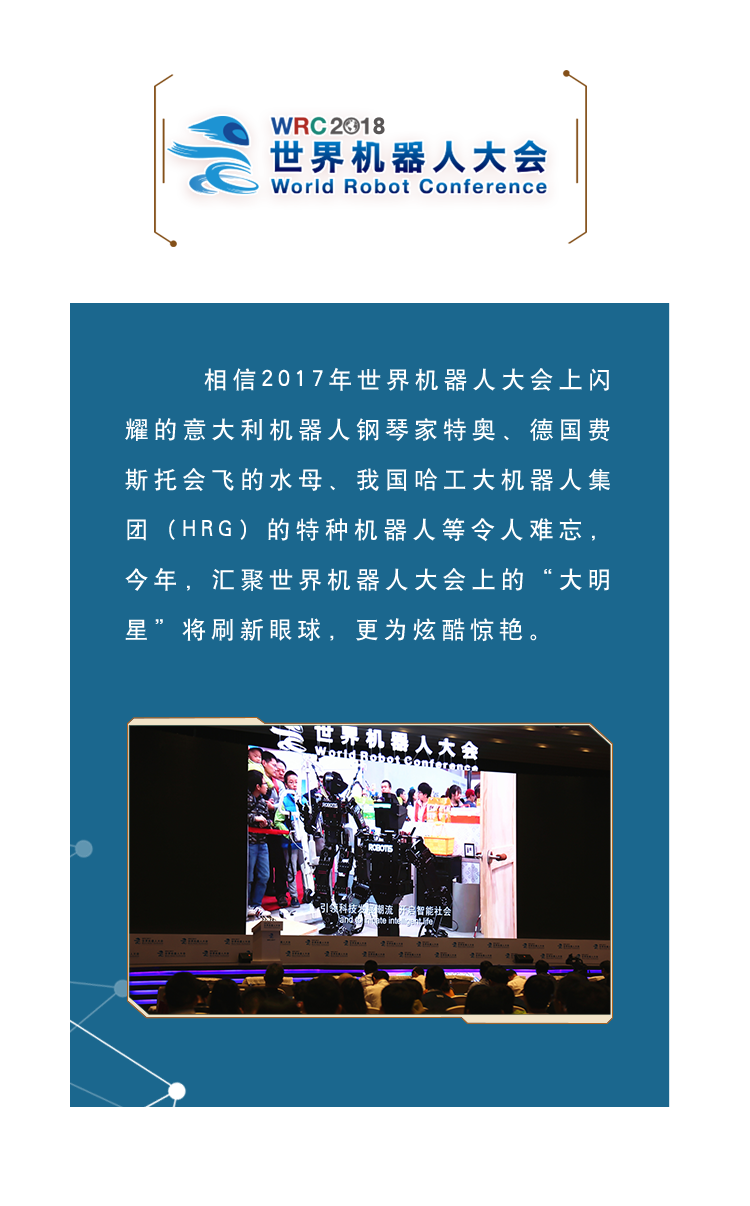 WRC 2018
世界机器人大会
World Robot Conference
相信2017年世界机器人大会上闪
耀的意大利机器人钢琴家特奥、德国费
斯托会飞的水母、我国哈工大机器人集
团（HRG）的特种机器人等令人难忘，
今年，汇聚世界机器人大会上的“大明
星”将刷新眼球，更为炫酷惊艳。
世界机器人大会
World Robot Conference
ROBOTIS
ROBOTIS
引领科技发展潮流 开启智能社会
intelligent life